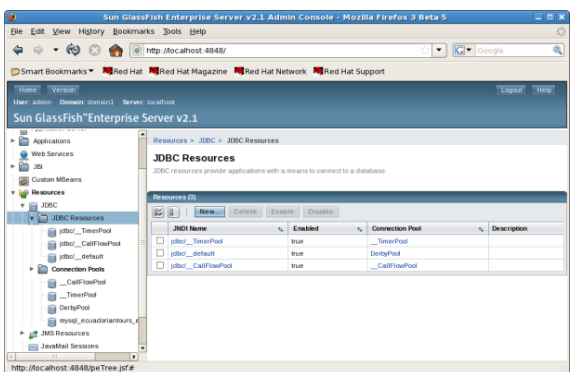 Sun GlassFish Enterprise Server v2.1 Admin Console - Mozilla Firefox 3 Beta 5
File Edit View History Bookmarks Tools Help
http://localhost:4848/
Google
Smart Bookmarks Red Hat Red Hat Magazine Red Hat Network Red Hat Support
Home Version Logout Help
User: admin Domain: domain1 Server: localhost
Sun GlassFish™ Enterprise Server v2.1
Application Server
Applications
Web Services
JBI
Custom MBeans
Resources
JDBC
JDBC Resources
jdbc/__TimerPool
jdbc/__CallFlowPool
jdbc/__default
Connection Pools
__CallFlowPool
__TimerPool
DerbyPool
mysql_ecuadoriantours_e
JMS Resources
JavaMail Sessions
Resources > JDBC > JDBC Resources
JDBC Resources
JDBC resources provide applications with a means to connect to a database.
Resources (3)
New... Delete Enable Disable
JNDI Name Enabled Connection Pool Description
jdbc/__TimerPool true __TimerPool
jdbc/__default true DerbyPool
jdbc/__CallFlowPool true __CallFlowPool
http://localhost:4848/peTree.jsf#